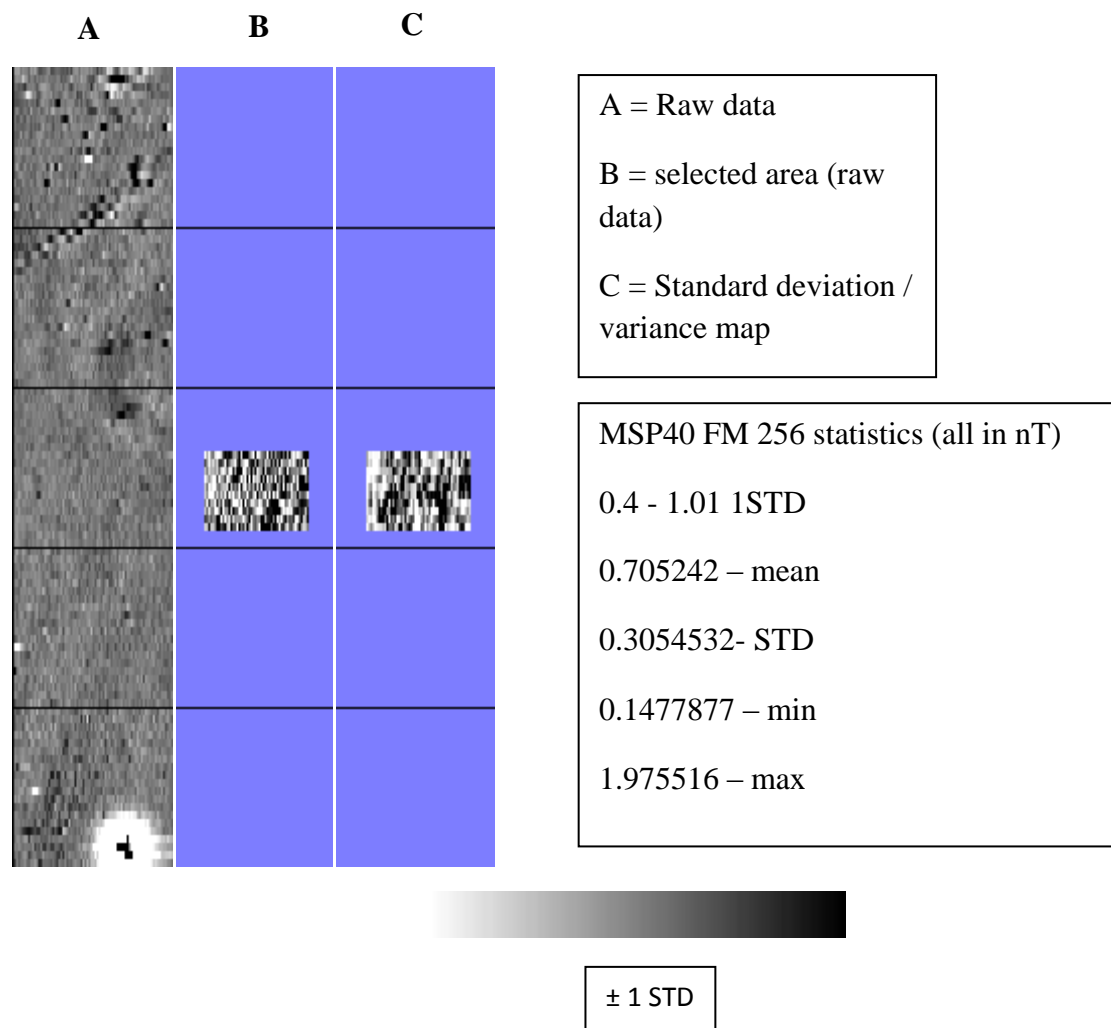 A B C
A = Raw data
B = selected area (raw
data)
C = Standard deviation /
variance map
MSP40 FM 256 statistics (all in nT)
0.4 - 1.01 1STD
0.705242 – mean
0.3054532- STD
0.1477877 – min
1.975516 – max
± 1 STD